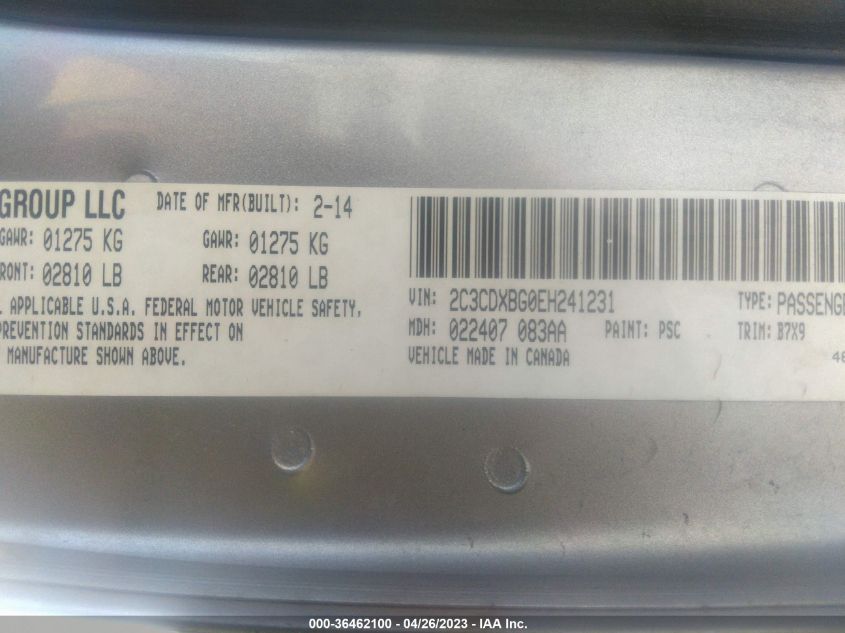 GROUP LLC DATE OF MFR(BUILT): 2-14
GAWR: 01275 KG GAWR: 01275 KG
FRONT: 02810 LB REAR: 02810 LB
APPLICABLE U.S.A. FEDERAL MOTOR VEHICLE SAFETY,
PREVENTION STANDARDS IN EFFECT ON
MANUFACTURE SHOWN ABOVE.
VIN: 2C3CDXBG0EH241231 TYPE: PASSENGE
MDH: 022407 083AA PAINT: PSC TRIM: B7X9
VEHICLE MADE IN CANADA
000-36462100 - 04/26/2023 - IAA Inc.